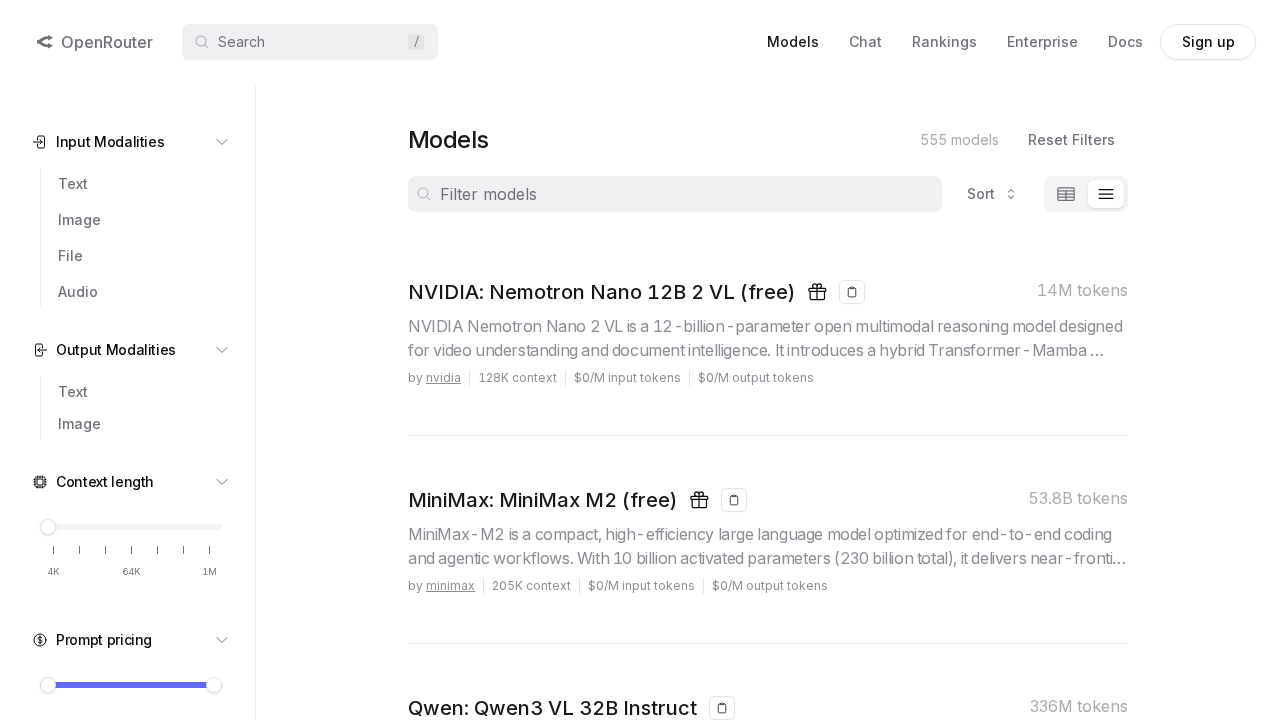 OpenRouter
Search
/
Models
Chat
Rankings
Enterprise
Docs
Sign up
Input Modalities
Text
Image
File
Audio
Output Modalities
Text
Image
Context length
4K
64K
1M
Prompt pricing
Models
555 models
Reset Filters
Filter models
Sort
NVIDIA: Nemotron Nano 12B 2 VL (free)
14M tokens
NVIDIA Nemotron Nano 2 VL is a 12-billion-parameter open multimodal reasoning model designed
for video understanding and document intelligence. It introduces a hybrid Transformer-Mamba …
by nvidia
128K context
$0/M input tokens
$0/M output tokens
MiniMax: MiniMax M2 (free)
53.8B tokens
MiniMax-M2 is a compact, high-efficiency large language model optimized for end-to-end coding
and agentic workflows. With 10 billion activated parameters (230 billion total), it delivers near-fronti…
by minimax
205K context
$0/M input tokens
$0/M output tokens
Qwen: Qwen3 VL 32B Instruct
336M tokens